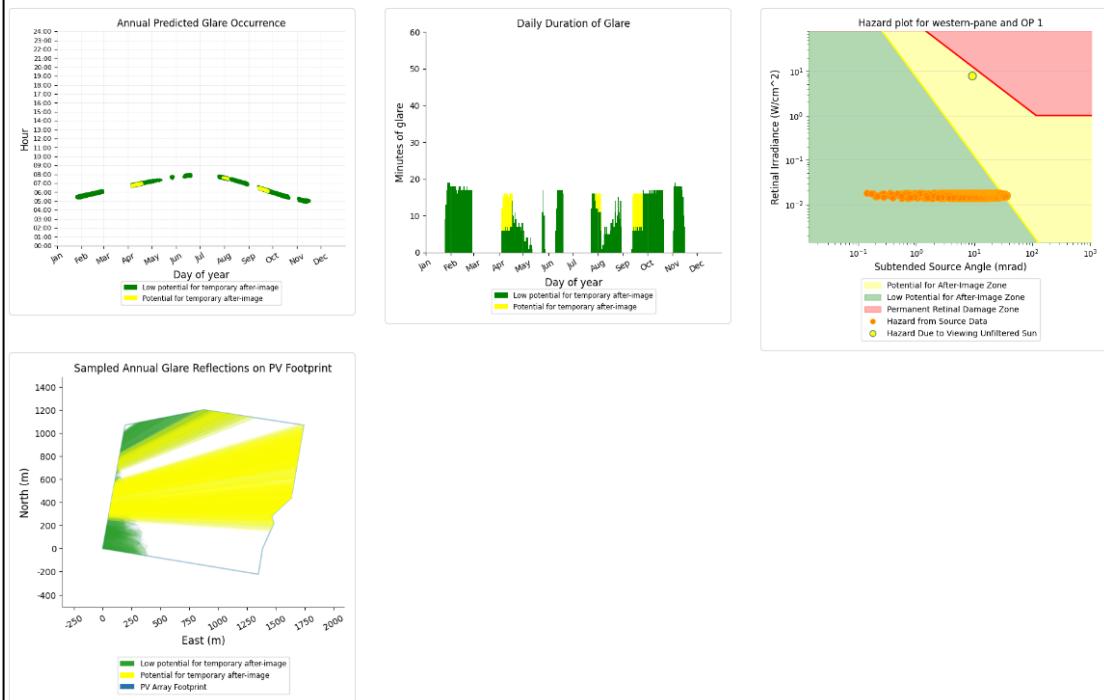 Annual Predicted Glare Occurrence
Hour
24:00
23:00
22:00
21:00
20:00
19:00
18:00
17:00
16:00
15:00
14:00
13:00
12:00
11:00
10:00
09:00
08:00
07:00
06:00
05:00
04:00
03:00
02:00
01:00
00:00
Jan Feb Mar Apr May Jun Jul Aug Sep Oct Nov Dec
Day of year
Low potential for temporary after-image
Potential for temporary after-image
Daily Duration of Glare
Minutes of glare
60
50
40
30
20
10
0
Jan Feb Mar Apr May Jun Jul Aug Sep Oct Nov Dec
Day of year
Low potential for temporary after-image
Potential for temporary after-image
Hazard plot for western-pane and OP 1
Retinal Irradiance (W/cm^2)
10¹
10⁰
10⁻¹
10⁻²
10⁻¹ 10⁰ 10¹ 10² 10³
Subtended Source Angle (mrad)
Potential for After-Image Zone
Low Potential for After-Image Zone
Permanent Retinal Damage Zone
Hazard from Source Data
Hazard Due to Viewing Unfiltered Sun
Sampled Annual Glare Reflections on PV Footprint
North (m)
1400
1200
1000
800
600
400
200
0
-200
-400
-250 0 250 500 750 1000 1250 1500 1750 2000
East (m)
Low potential for temporary after-image
Potential for temporary after-image
PV Array Footprint